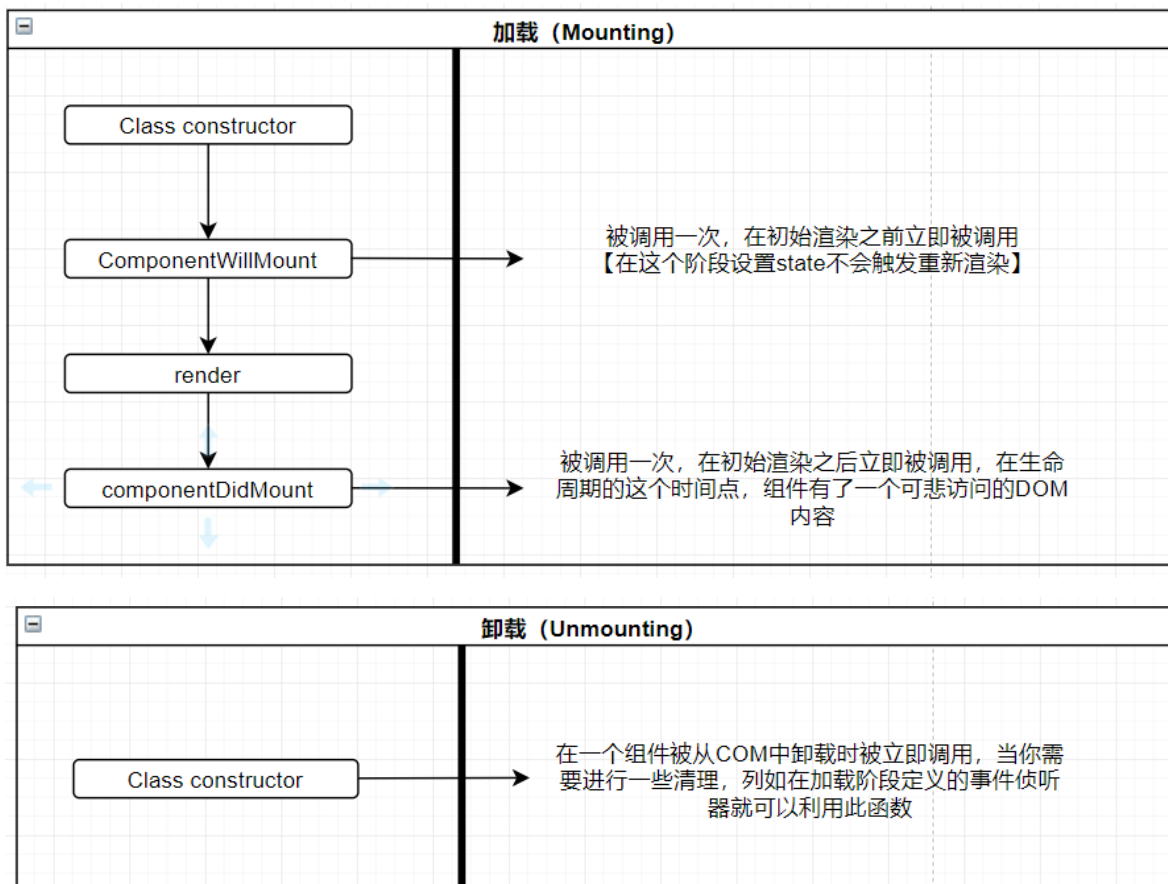 加载（Mounting）
Class constructor
ComponentWillMount
被调用一次，在初始渲染之前立即被调用
【在这个阶段设置state不会触发重新渲染】
render
componentDidMount
被调用一次，在初始渲染之后立即被调用，在生命
周期的这个时间点，组件有了一个可悲访问的DOM
内容
卸载（Unmounting）
Class constructor
在一个组件被从COM中卸载时被立即调用，当你需
要进行一些清理，列如在加载阶段定义的事件侦听
器就可以利用此函数